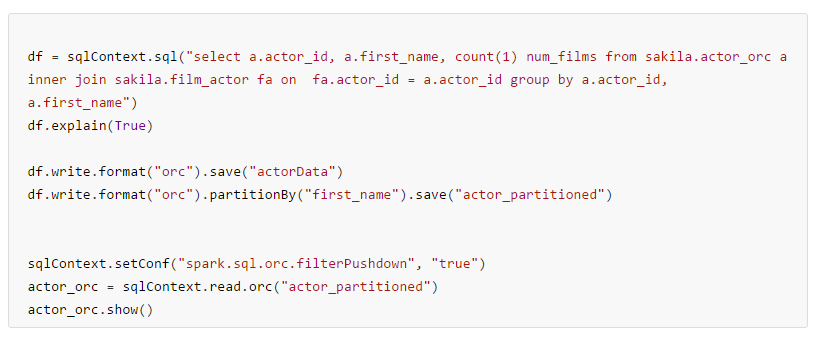 df = sqlContext.sql("select a.actor_id, a.first_name, count(1) num_films from sakila.actor_orc a
inner join sakila.film_actor fa on  fa.actor_id = a.actor_id group by a.actor_id,
a.first_name")
df.explain(True)
df.write.format("orc").save("actorData")
df.write.format("orc").partitionBy("first_name").save("actor_partitioned")
sqlContext.setConf("spark.sql.orc.filterPushdown", "true")
actor_orc = sqlContext.read.orc("actor_partitioned")
actor_orc.show()